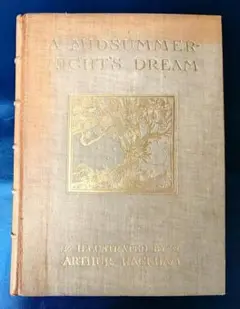 A MIDSUMMER-
NIGHT'S DREAM
ILLUSTRATED BY
ARTHUR RACKHAM